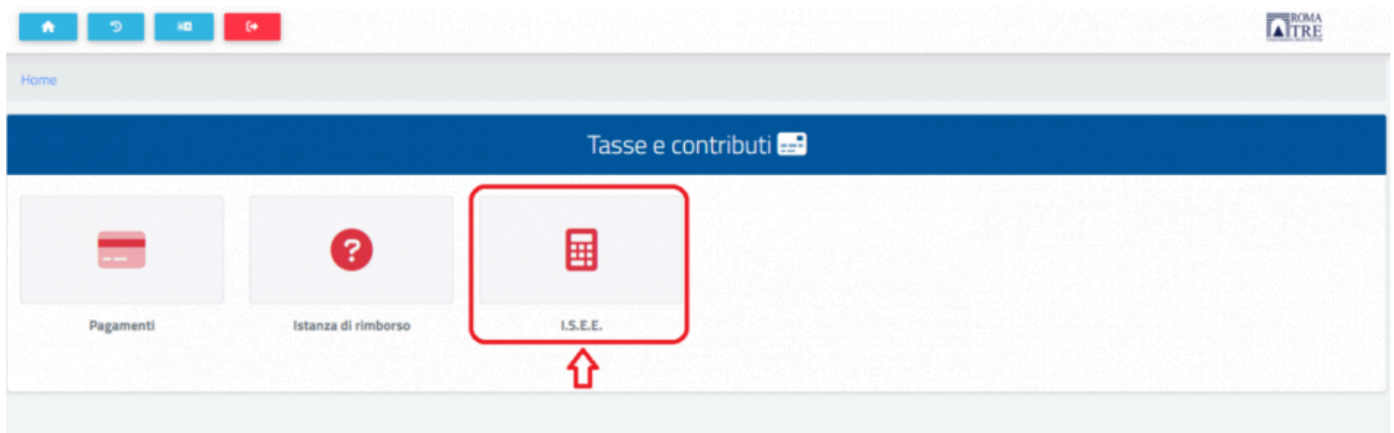 ROMA
TRE
Home
Tasse e contributi
?
Pagamenti
Istanza di rimborso
I.S.E.E.